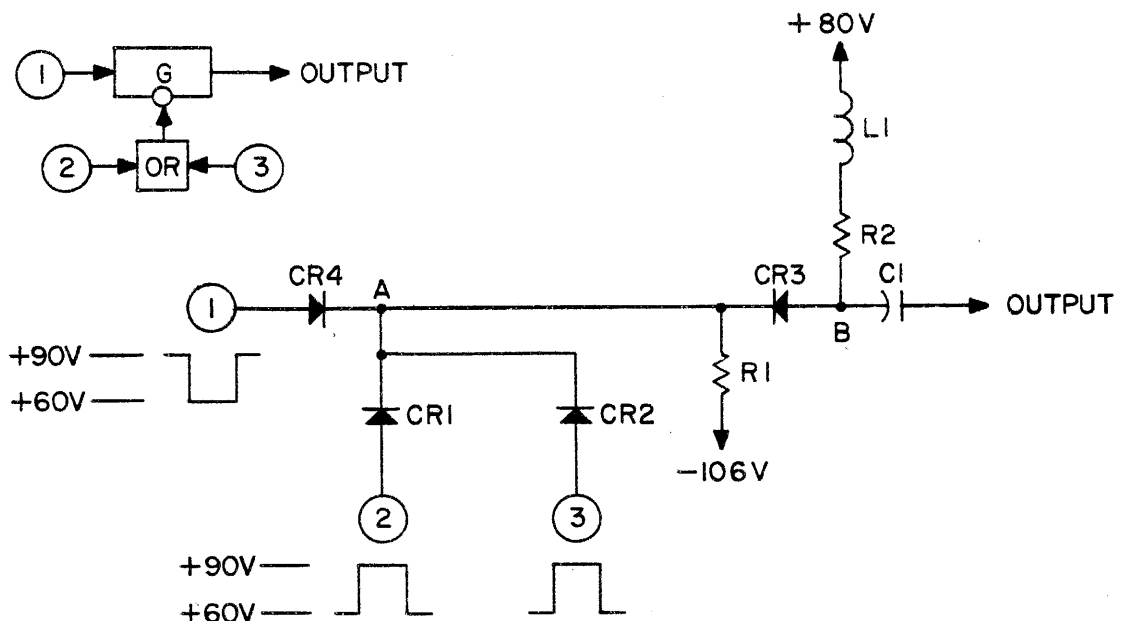 +80V
1
G
OUTPUT
2
OR
3
L1
R2
CR4
A
CR3
C1
1
OUTPUT
B
+90V
+60V
R1
CR1
CR2
-106V
2
3
+90V
+60V